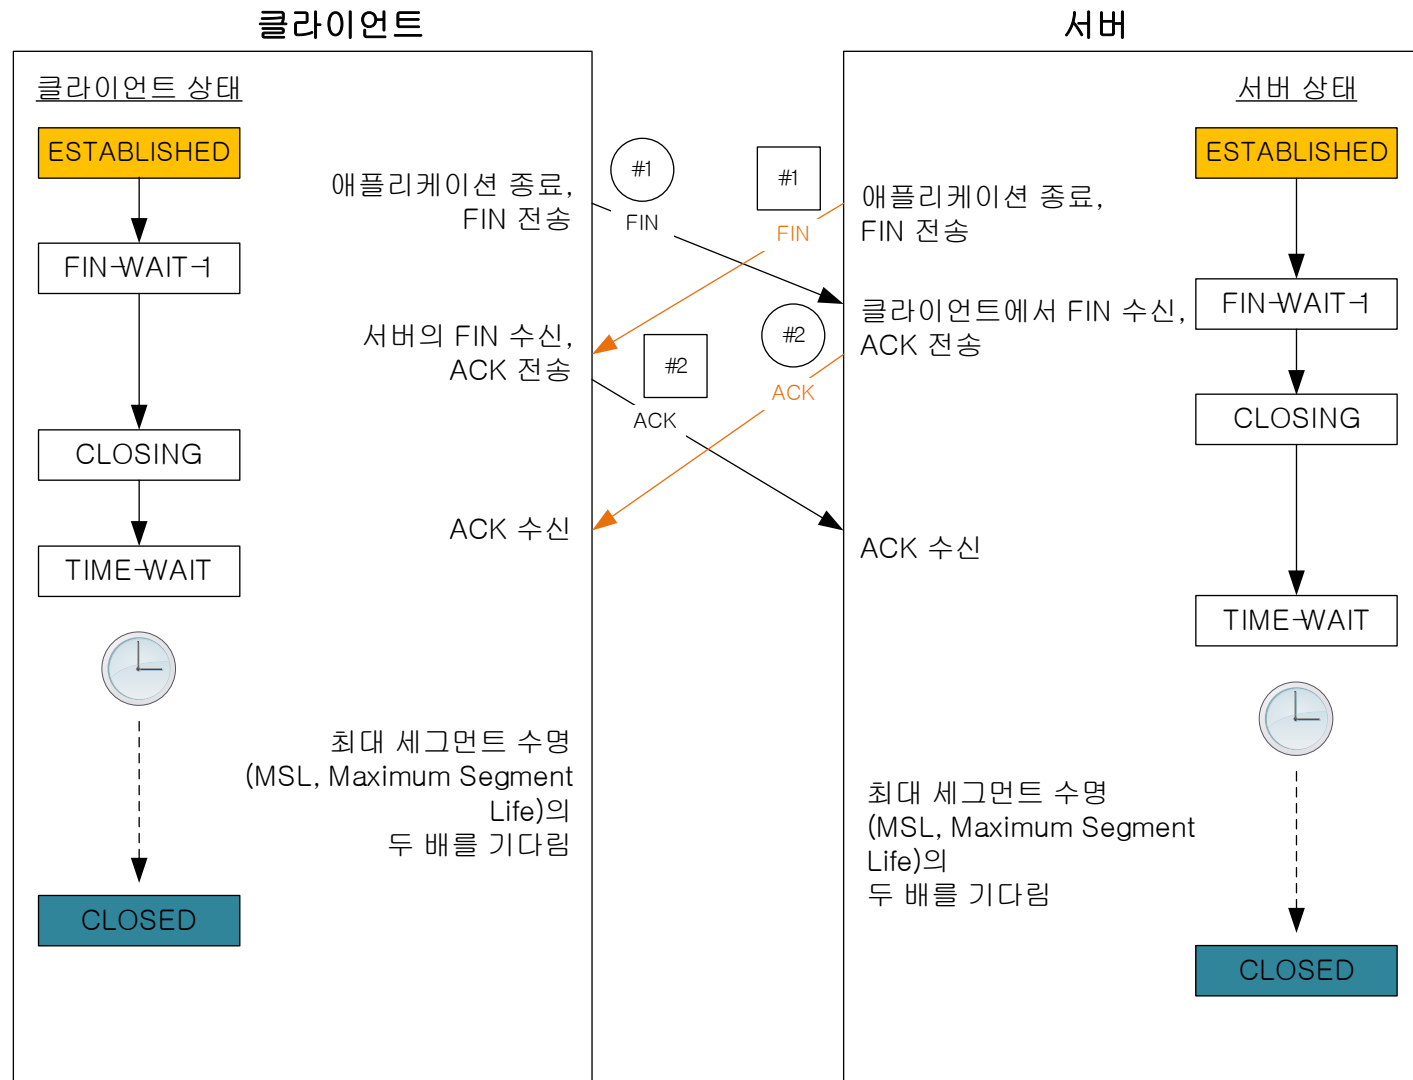 클라이언트
서버
클라이언트 상태
서버 상태
ESTABLISHED
ESTABLISHED
#1
#1
애플리케이션 종료,
FIN 전송
FIN
FIN
애플리케이션 종료,
FIN 전송
FIN-WAIT-1
FIN-WAIT-1
서버의 FIN 수신,
ACK 전송
#2
#2
클라이언트에서 FIN 수신,
ACK 전송
ACK
ACK
CLOSING
CLOSING
ACK 수신
ACK 수신
TIME-WAIT
TIME-WAIT
최대 세그먼트 수명
(MSL, Maximum Segment
Life)의
두 배를 기다림
최대 세그먼트 수명
(MSL, Maximum Segment
Life)의
두 배를 기다림
CLOSED
CLOSED